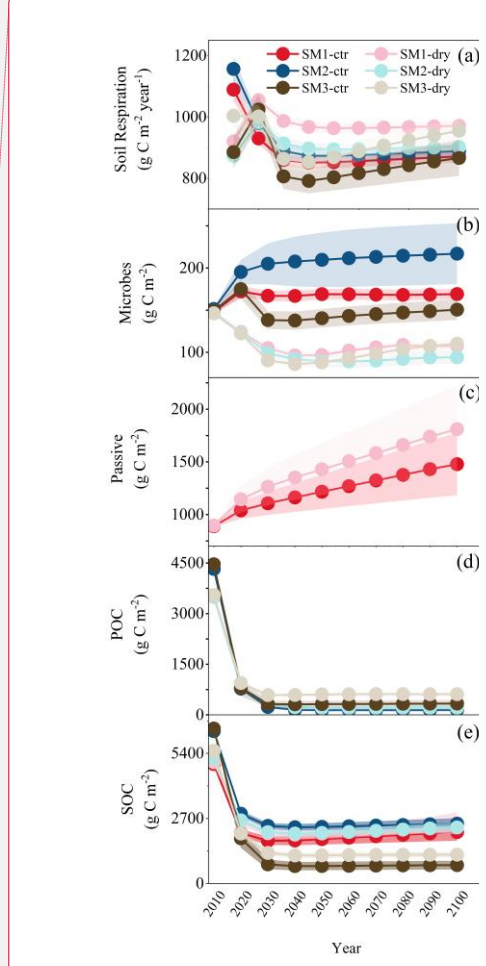 (a)
SM1-ctr SM1-dry
SM2-ctr SM2-dry
SM3-ctr SM3-dry
Soil Respiration
(g C m⁻² year⁻¹)
1200
1000
800
(b)
Microbes
(g C m⁻²)
200
100
(c)
Passive
(g C m⁻²)
2000
1500
1000
(d)
POC
(g C m⁻²)
4500
3000
1500
0
(e)
SOC
(g C m⁻²)
5400
2700
0
2010 2020 2030 2040 2050 2060 2070 2080 2090 2100
Year